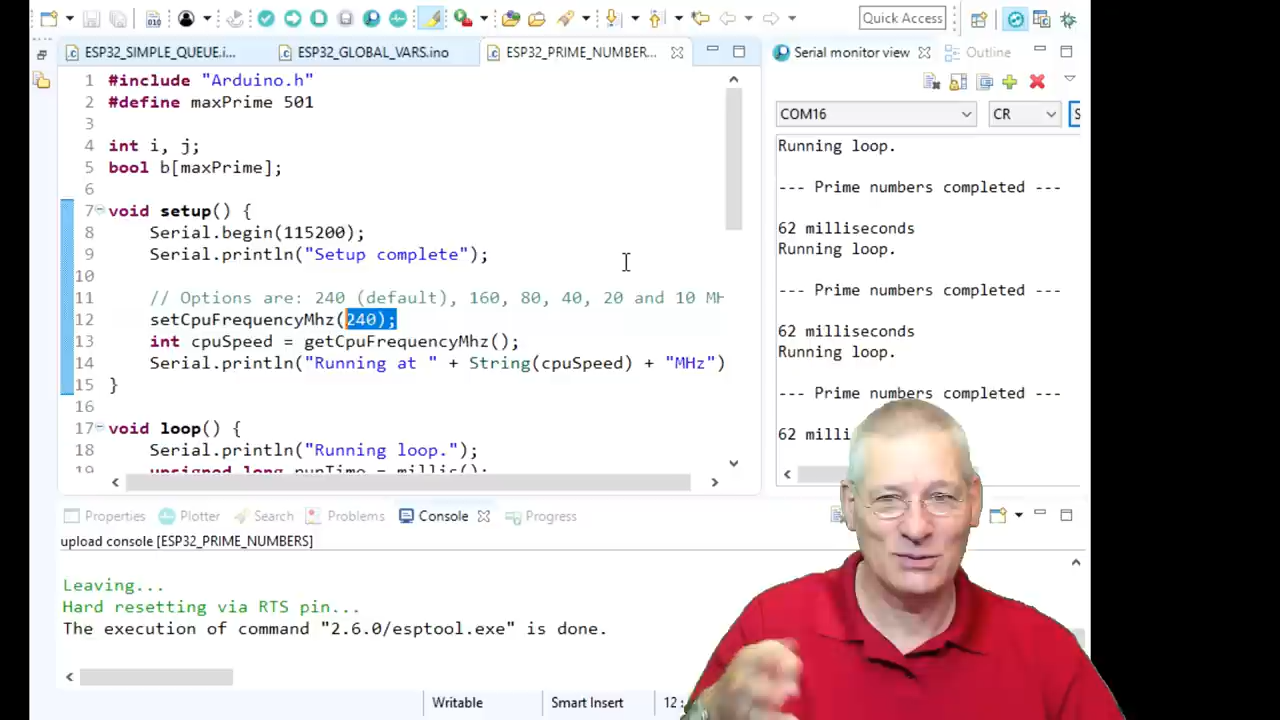 Quick Access
ESP32_SIMPLE_QUEUE.i...
ESP32_GLOBAL_VARS.ino
ESP32_PRIME_NUMBER...
1 #include "Arduino.h"
2 #define maxPrime 501
3
4 int i, j;
5 bool b[maxPrime];
6
7 void setup() {
8 Serial.begin(115200);
9 Serial.println("Setup complete");
10
11 // Options are: 240 (default), 160, 80, 40, 20 and 10 MH
12 setCpuFrequencyMhz(240);
13 int cpuSpeed = getCpuFrequencyMhz();
14 Serial.println("Running at " + String(cpuSpeed) + "MHz")
15 }
16
17 void loop() {
18 Serial.println("Running loop.");
19 unsigned long runTime = millis();
Serial monitor view
Outline
COM16
CR
S
Running loop.
--- Prime numbers completed ---
62 milliseconds
Running loop.
--- Prime numbers completed ---
62 milliseconds
Running loop.
--- Prime numbers completed ---
62 milli
Properties
Plotter
Search
Problems
Console
Progress
upload console [ESP32_PRIME_NUMBERS]
Leaving...
Hard resetting via RTS pin...
The execution of command "2.6.0/esptool.exe" is done.
Writable
Smart Insert
12 :